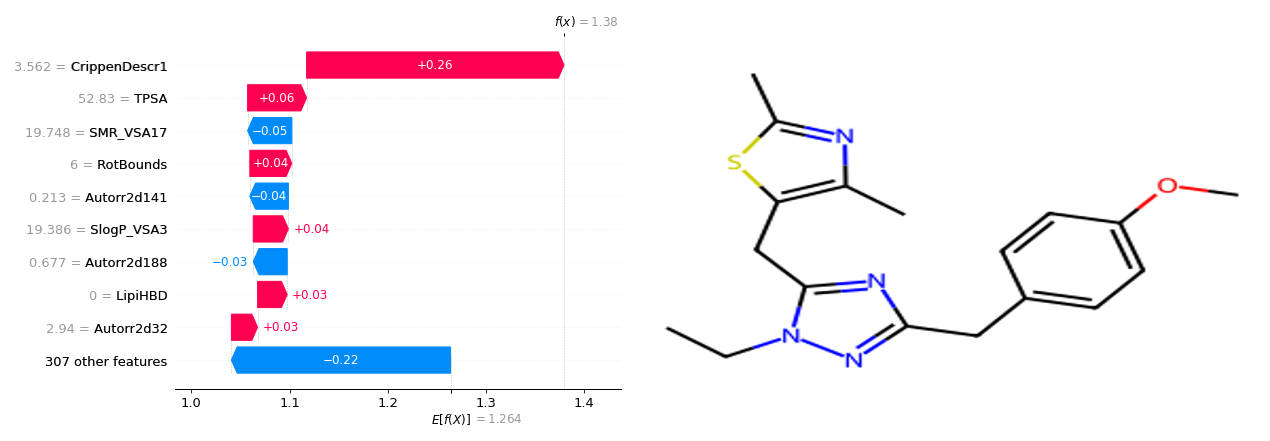 f(x) = 1.38
3.562 = CrippenDescr1
+0.26
52.83 = TPSA
+0.06
19.748 = SMR_VSA17
−0.05
6 = RotBounds
+0.04
0.213 = Autorr2d141
−0.04
19.386 = SlogP_VSA3
+0.04
0.677 = Autorr2d188
−0.03
0 = LipiHBD
+0.03
2.94 = Autorr2d32
+0.03
307 other features
−0.22
1.0 1.1 1.2 1.3 1.4
E[f(X)] = 1.264
N
S
O
N
N
N